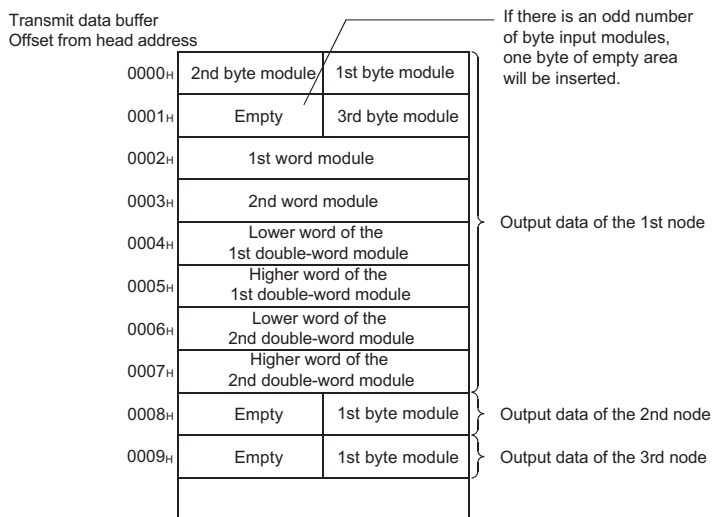 Transmit data buffer
Offset from head address
If there is an odd number
of byte input modules,
one byte of empty area
will be inserted.
0000H 2nd byte module 1st byte module
0001H Empty 3rd byte module
0002H 1st word module
0003H 2nd word module
Output data of the 1st node
0004H Lower word of the
1st double-word module
0005H Higher word of the
1st double-word module
0006H Lower word of the
2nd double-word module
0007H Higher word of the
2nd double-word module
0008H Empty 1st byte module Output data of the 2nd node
0009H Empty 1st byte module Output data of the 3rd node